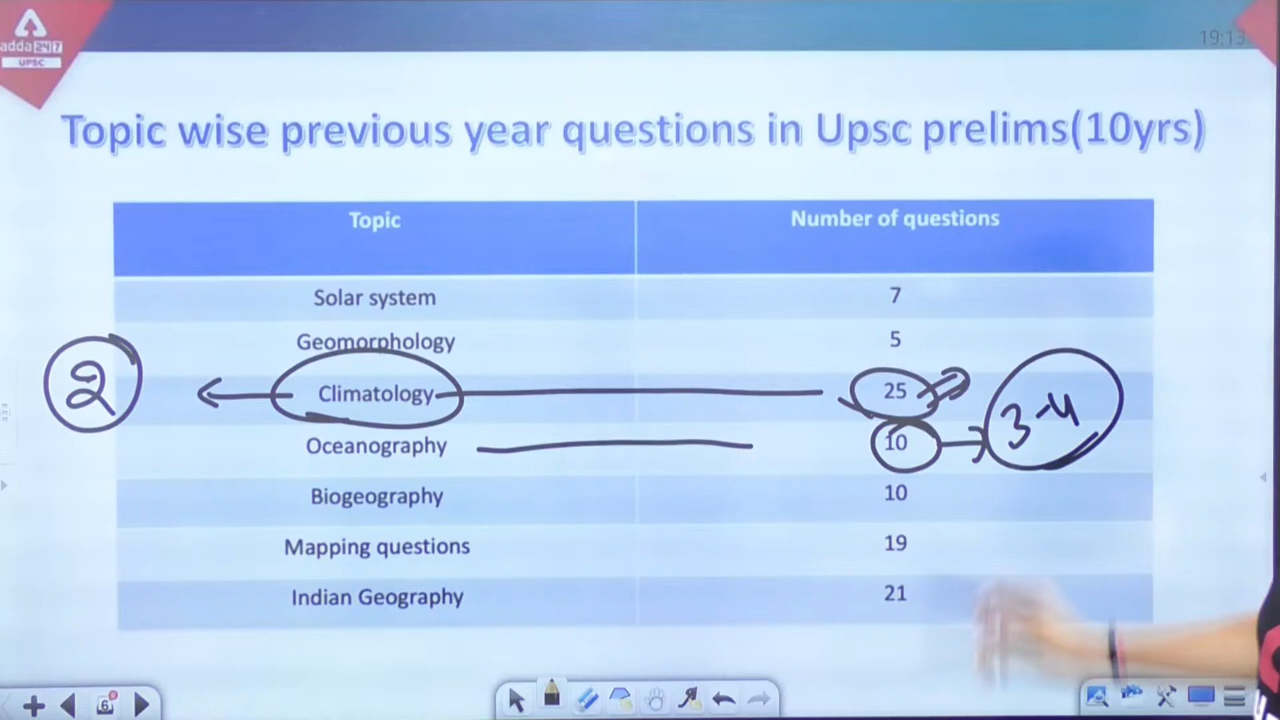 adda247
UPSC
19:13
Topic wise previous year questions in Upsc prelims(10yrs)
Topic Number of questions
Solar system 7
Geomorphology 5
2 Climatology 25
3-4
Oceanography 10
Biogeography 10
Mapping questions 19
Indian Geography 21
6